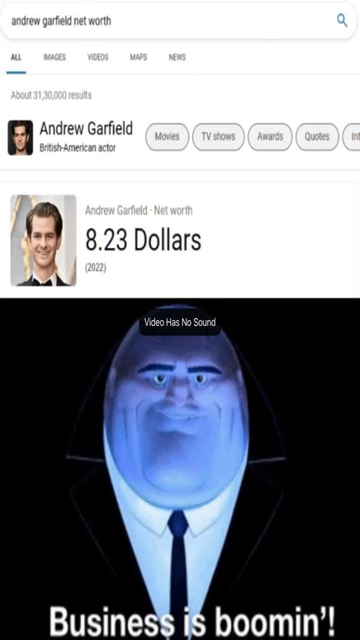 andrew garfield net worth
ALL IMAGES VIDEOS MAPS NEWS
About 31,30,000 results
Andrew Garfield
British-American actor
Movies TV shows Awards Quotes Int
Andrew Garfield · Net worth
8.23 Dollars
(2022)
Video Has No Sound
Business is boomin'!